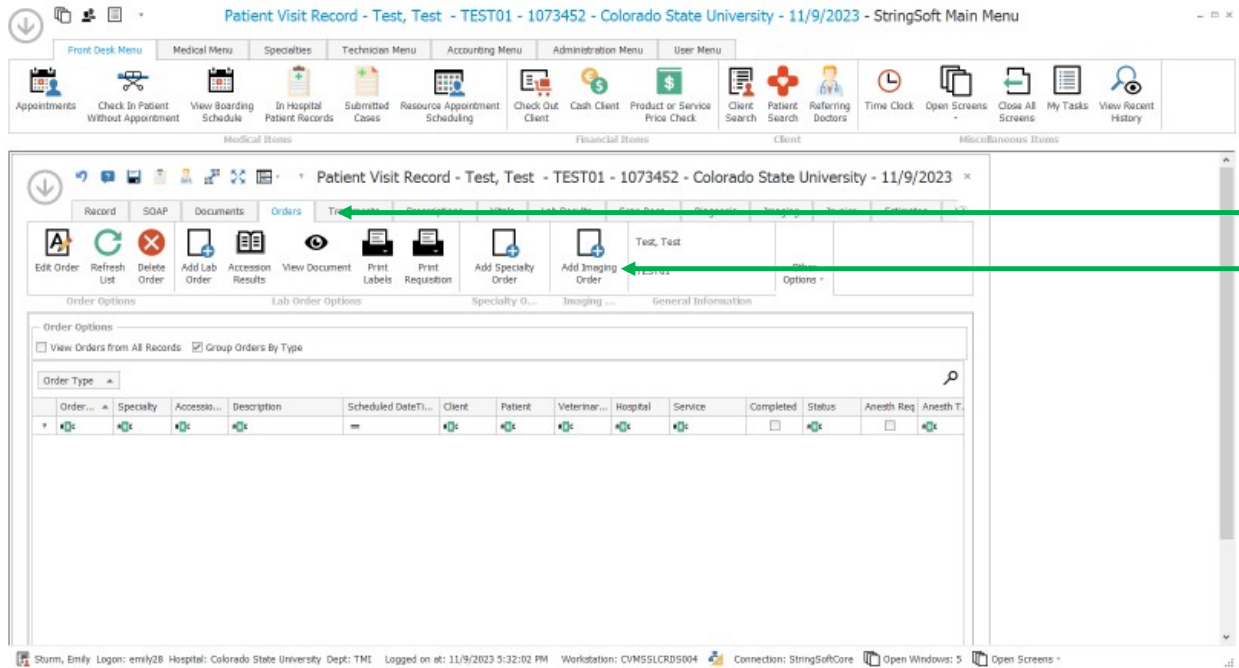 Patient Visit Record - Test, Test - TEST01 - 1073452 - Colorado State University - 11/9/2023 - StringSoft Main Menu
Front Desk Menu Medical Menu Specialties Technician Menu Accounting Menu Administration Menu User Menu
Appointments Check In Patient Without Appointment View Boarding Schedule In Hospital Patient Records Submitted Cases Resource Appointment Scheduling Check Out Client Cash Client Product or Service Price Check Client Search Patient Search Referring Doctors Time Clock Open Screens Close All Screens My Tasks View Recent History
Medical Items Financial Items Client Miscellaneous Items
Patient Visit Record - Test, Test - TEST01 - 1073452 - Colorado State University - 11/9/2023
Record SOAP Documents Orders
Edit Order Refresh List Delete Order Add Lab Order Accession Results View Document Print Labels Print Requisition Add Specialty Order Add Imaging Order Test, Test TEST01 Options
Order Options Lab Order Options Specialty O... Imaging ... General Information
Order Options
View Orders from All Records Group Orders By Type
Order Type
Order... Specialty Accessio... Description Scheduled DateTi... Client Patient Veterinar... Hospital Service Completed Status Anesth Req Anesth T.
Sturm, Emily Logon: emily28 Hospital: Colorado State University Dept: TMI Logged on at: 11/9/2023 5:32:02 PM Workstation: CVMSSLCRDS004 Connection: StringSoftCore Open Windows: 5 Open Screens